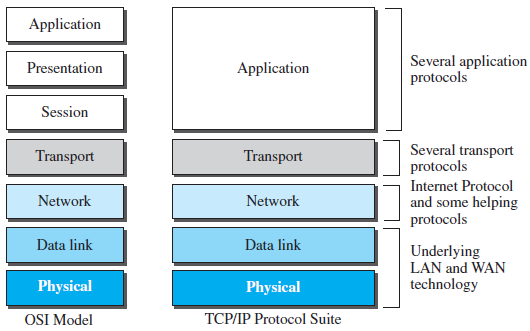 Application
Presentation
Session
Transport
Network
Data link
Physical
OSI Model
Application
Transport
Network
Data link
Physical
TCP/IP Protocol Suite
Several application
protocols
Several transport
protocols
Internet Protocol
and some helping
protocols
Underlying
LAN and WAN
technology